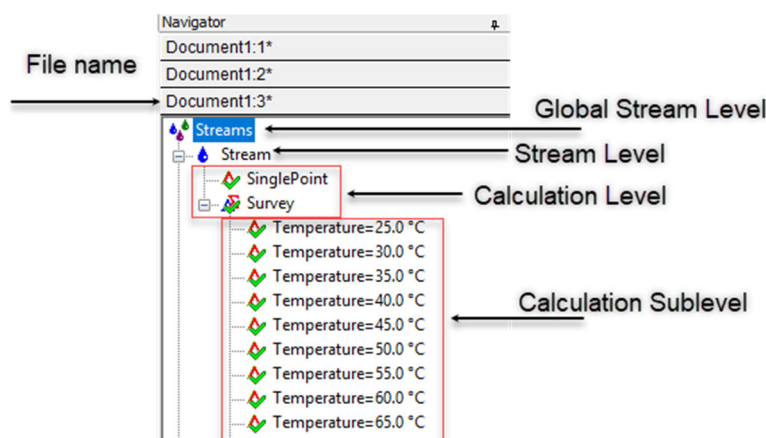 Navigator
Document1:1*
File name
Document1:2*
Document1:3*
Global Stream Level
Streams
Stream
Stream Level
SinglePoint
Calculation Level
Survey
Temperature=25.0 °C
Temperature=30.0 °C
Temperature=35.0 °C
Temperature=40.0 °C
Calculation Sublevel
Temperature=45.0 °C
Temperature=50.0 °C
Temperature=55.0 °C
Temperature=60.0 °C
Temperature=65.0 °C